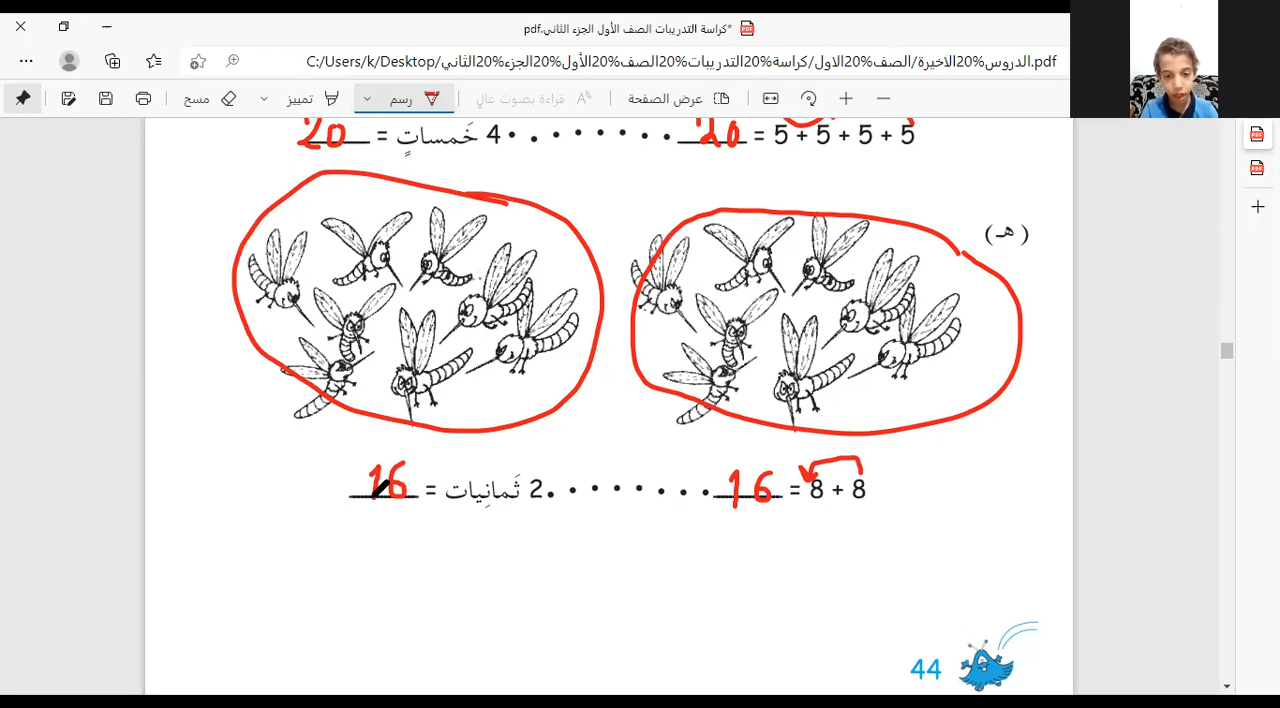 *كراسة التدريبات الصف الأول الجزء الثاني.pdf
C:/Users/k/Desktop/الدروس%20الاخيرة/الصف%20الاول/كراسة%20التدريبات%20الصف%20الأول%20الجزء%20الثاني.pdf
عرض الصفحة قراءة بصوت عالٍ رسم تمييز مسح
5 + 5 + 5 + 5 = 20 • • • • • • • • 4 خَمساتٍ = 20
(هـ)
8 + 8 = 16 • • • • • • • • 2 ثَمانِيات = 16
44